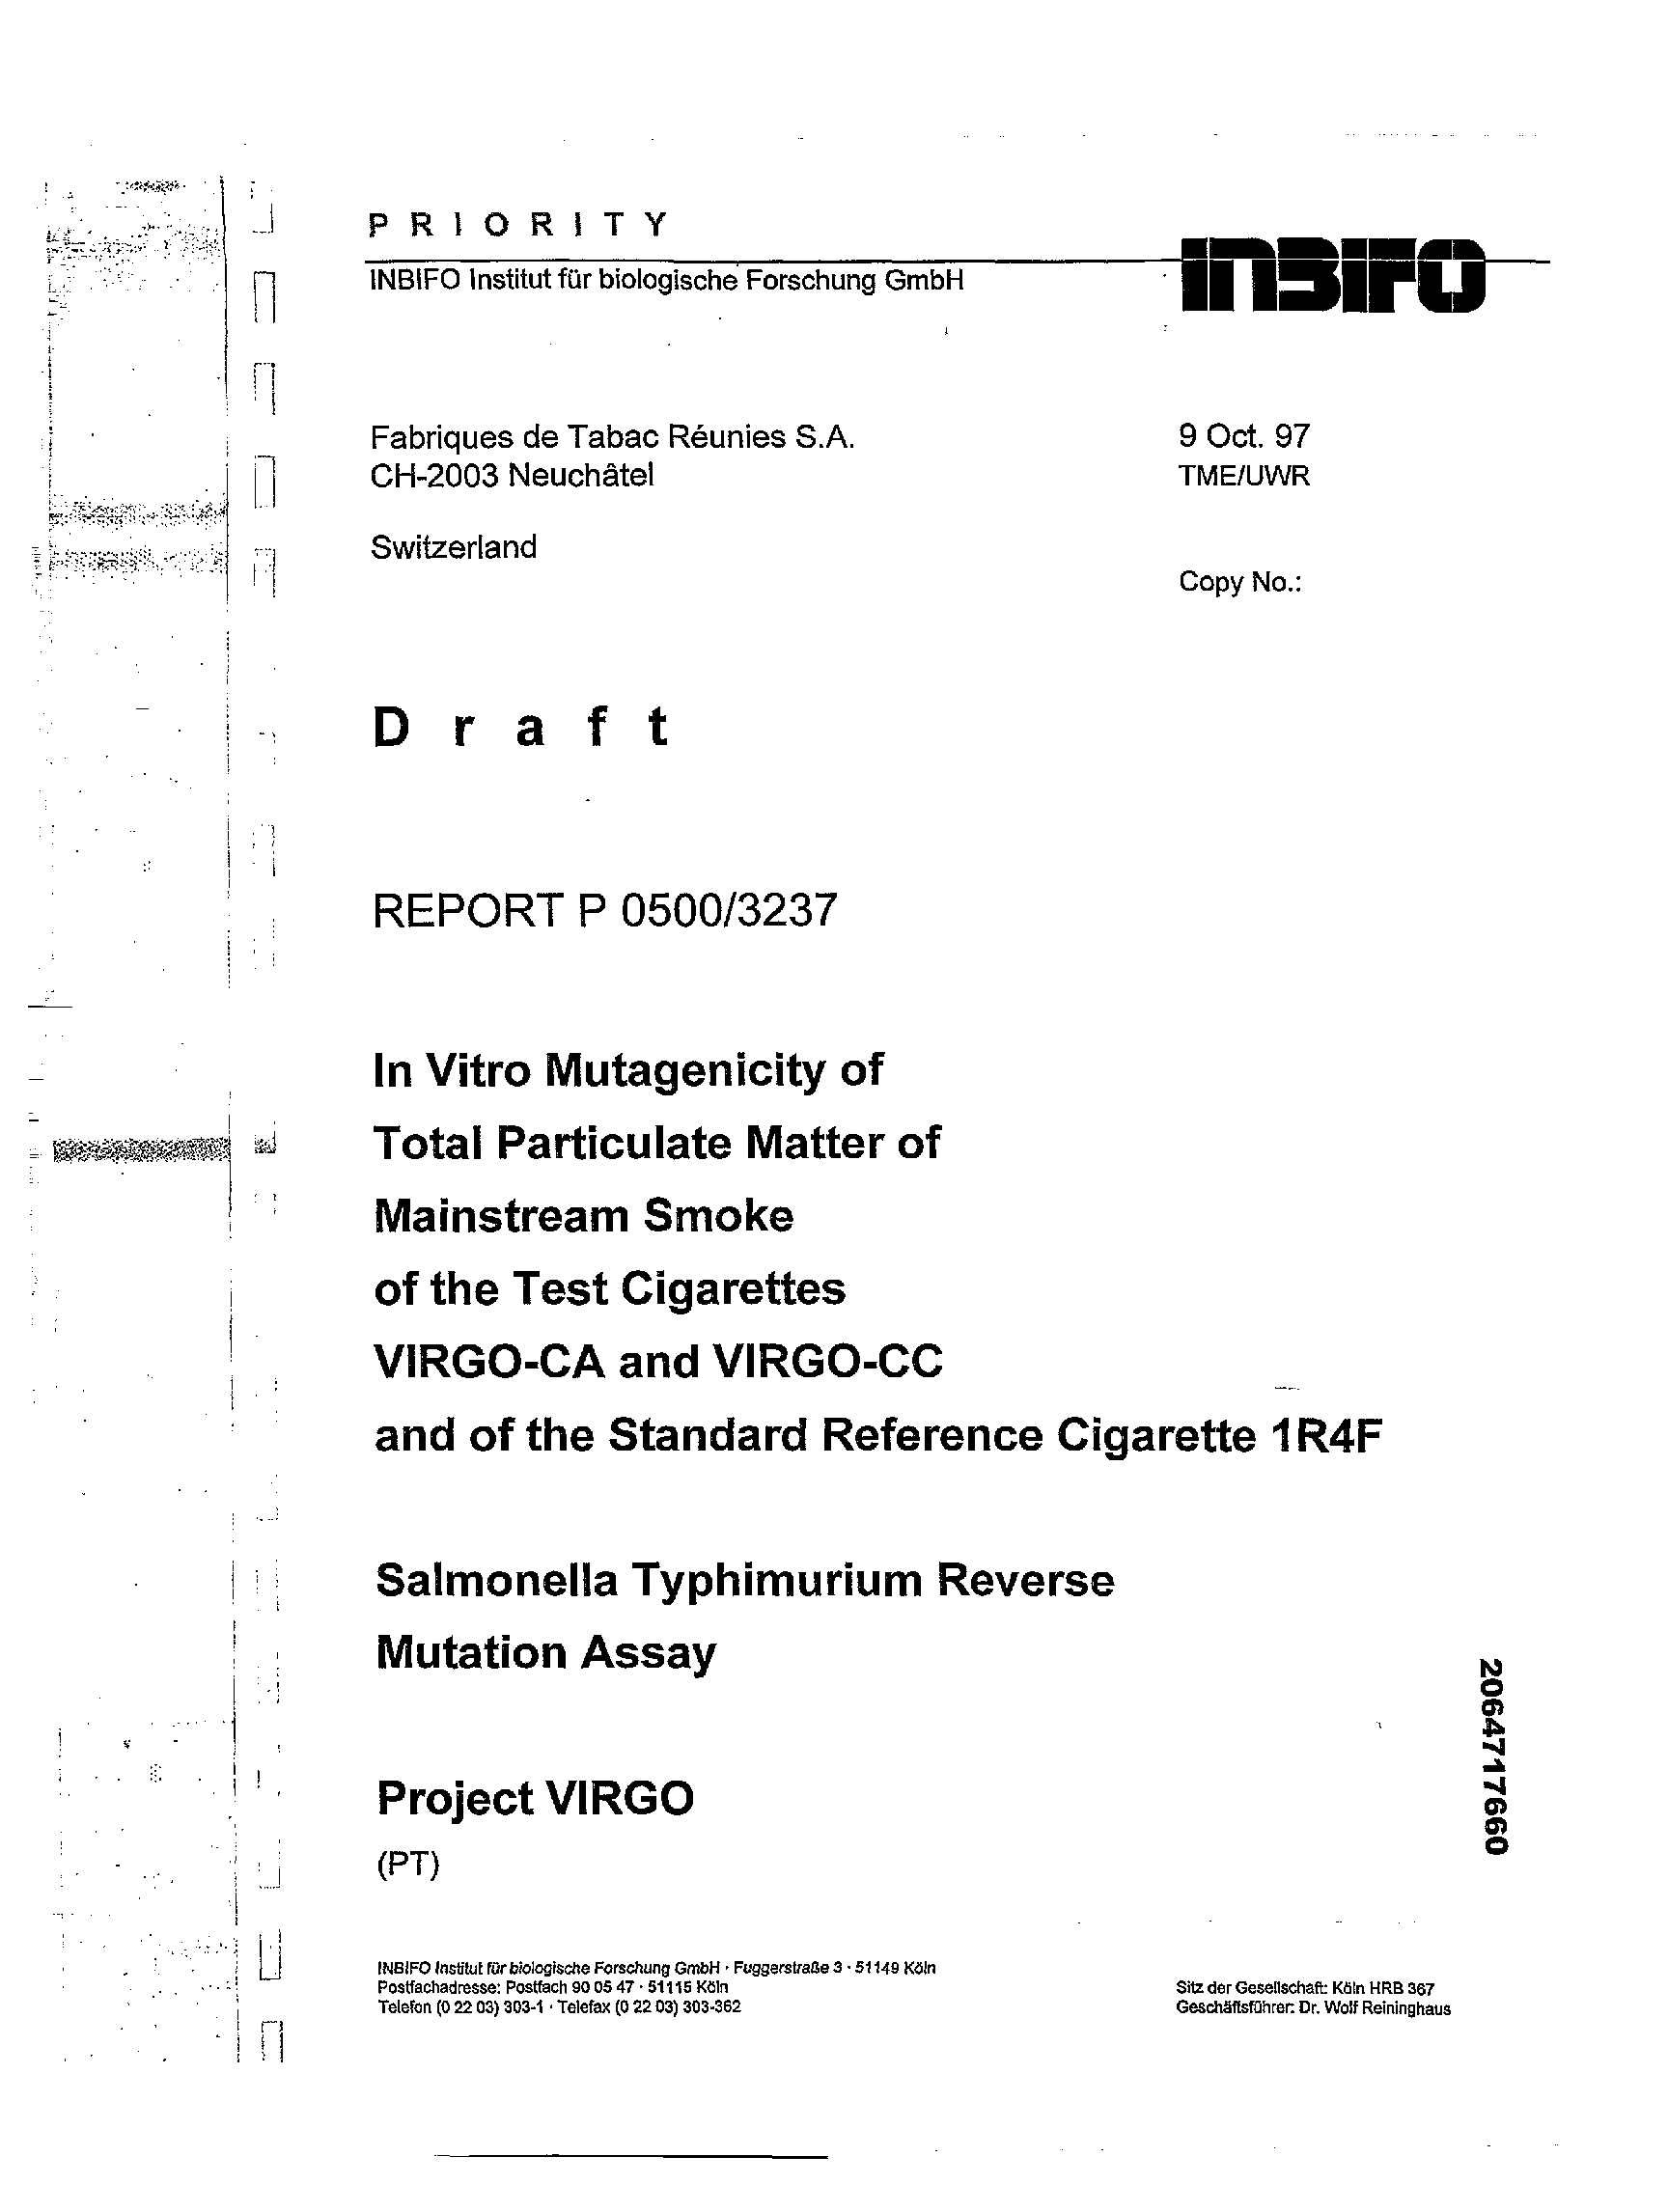 PRIORITY
INBIFO
INBIFO Institut für biologische Forschung GmbH
Fabriques de Tabac Réunies S.A.
CH-2003 Neuchâtel
Switzerland
9 Oct. 97
TME/UWR
Copy No.:
Draft
REPORT P 0500/3237
In Vitro Mutagenicity of
Total Particulate Matter of
Mainstream Smoke
of the Test Cigarettes
VIRGO-CA and VIRGO-CC
and of the Standard Reference Cigarette 1R4F
Salmonella Typhimurium Reverse
Mutation Assay
Project VIRGO
(PT)
2064717660
INBIFO Institut für biologische Forschung GmbH · Fuggerstraße 3 · 51149 Köln
Postfachadresse: Postfach 90 05 47 · 51115 Köln
Telefon (0 22 03) 303-1 · Telefax (0 22 03) 303-362
Sitz der Gesellschaft: Köln HRB 367
Geschäftsführer: Dr. Wolf Reininghaus